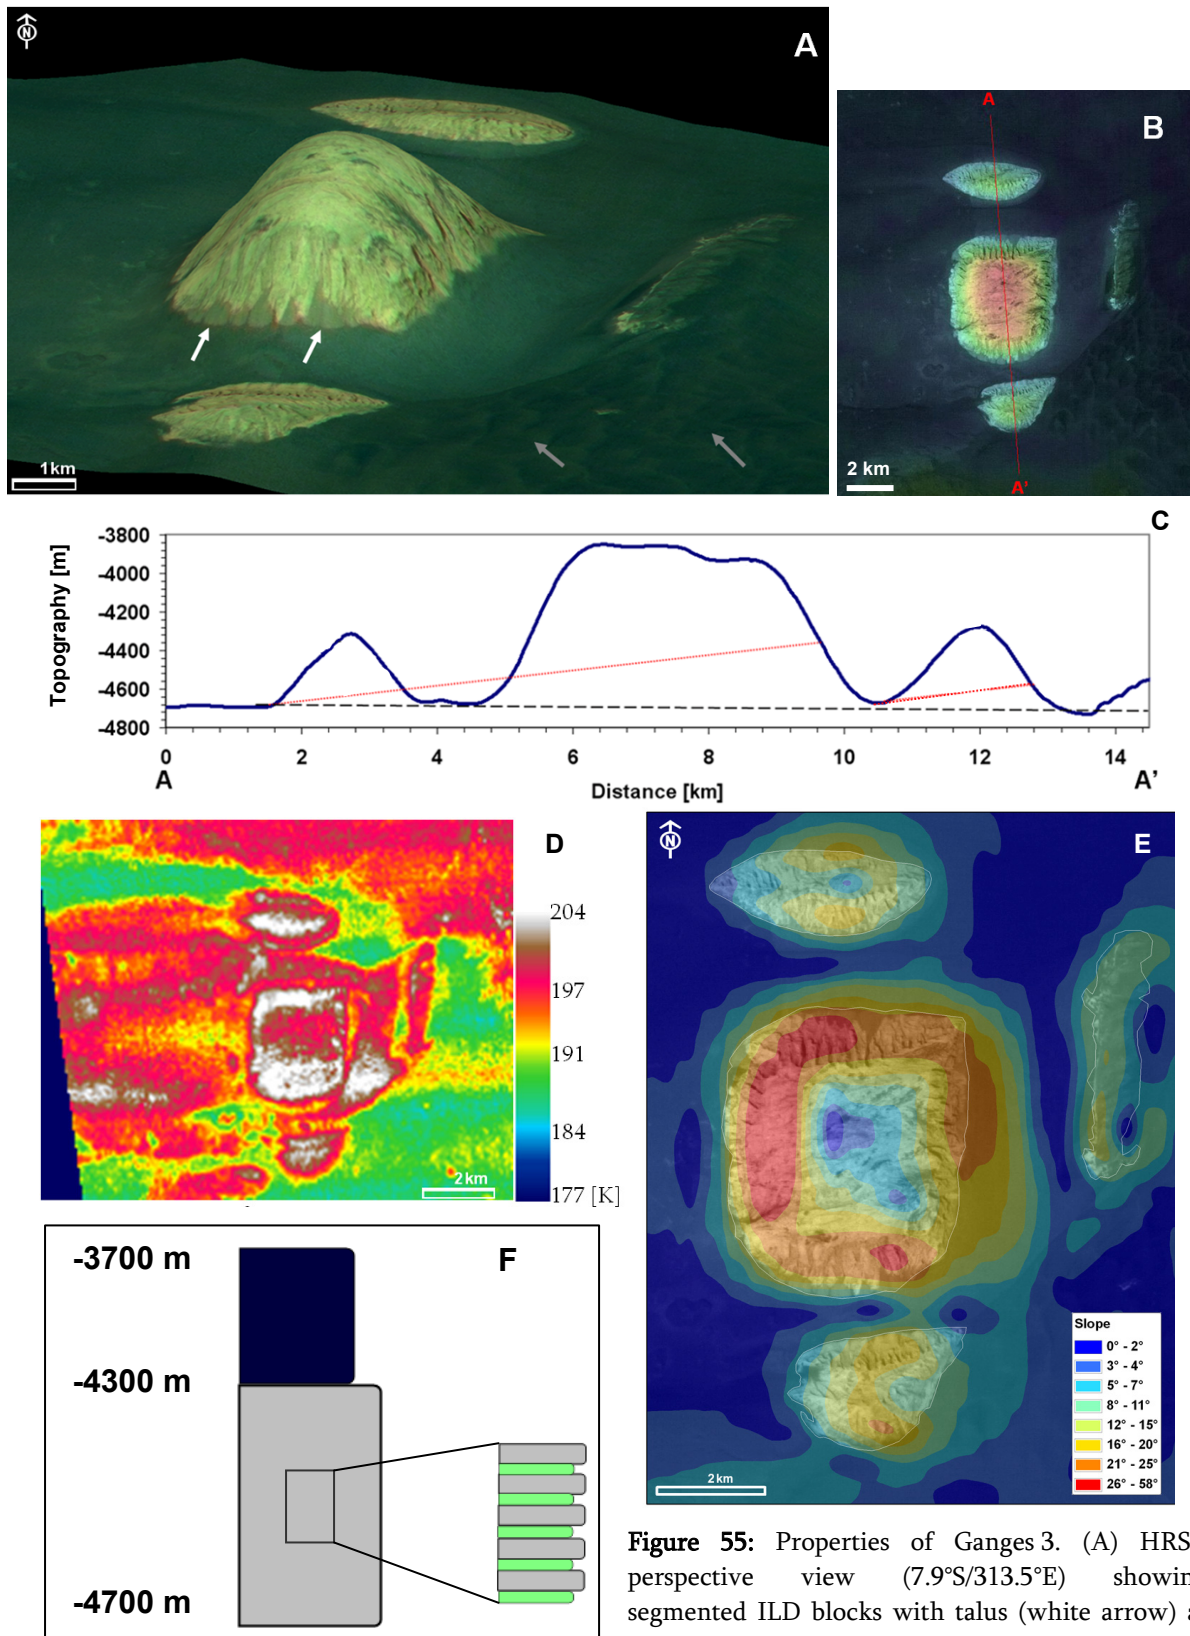 N
A
1km
A
B
2 km
A'
C
Topography [m]
-3800
-4000
-4200
-4400
-4600
-4800
0 2 4 6 8 10 12 14
A A'
Distance [km]
D
204
197
191
184
177 [K]
2 km
N
E
Slope
0° - 2°
3° - 4°
5° - 7°
8° - 11°
12° - 15°
16° - 20°
21° - 25°
26° - 58°
2 km
F
-3700 m
-4300 m
-4700 m
Figure 55: Properties of Ganges 3. (A) HRS
perspective view (7.9°S/313.5°E) showin
segmented ILD blocks with talus (white arrow) a